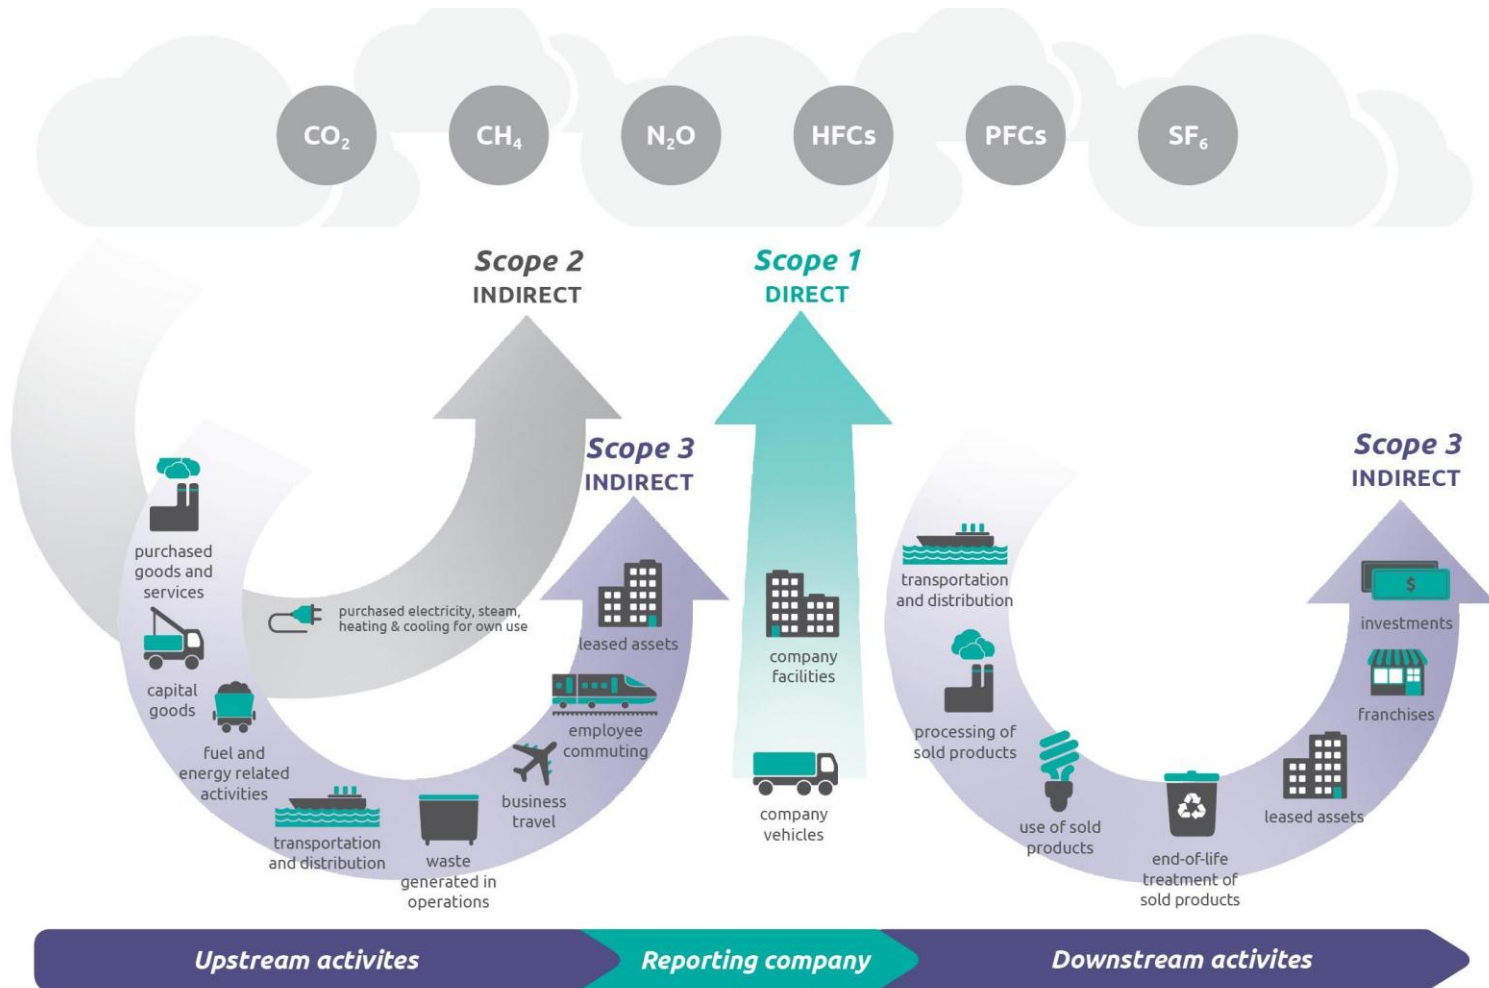 CO₂
CH₄
N₂O
HFCs
PFCs
SF₆
Scope 2
INDIRECT
Scope 1
DIRECT
Scope 3
INDIRECT
Scope 3
INDIRECT
purchased
goods and
services
capital
goods
fuel and
energy related
activities
transportation
and distribution
waste
generated in
operations
business
travel
employee
commuting
leased assets
purchased electricity, steam,
heating & cooling for own use
company
facilities
company
vehicles
transportation
and distribution
processing of
sold products
use of sold
products
end-of-life
treatment of
sold products
leased assets
franchises
$
investments
Upstream activites
Reporting company
Downstream activites